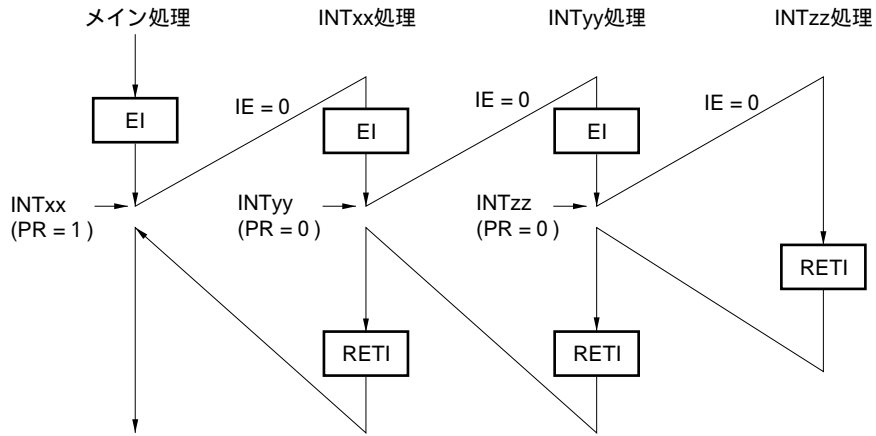 メイン処理
INTxx処理
INTyy処理
INTzz処理
EI
IE = 0
EI
IE = 0
EI
IE = 0
INTxx
(PR = 1 )
INTyy
(PR = 0 )
INTzz
(PR = 0 )
RETI
RETI
RETI